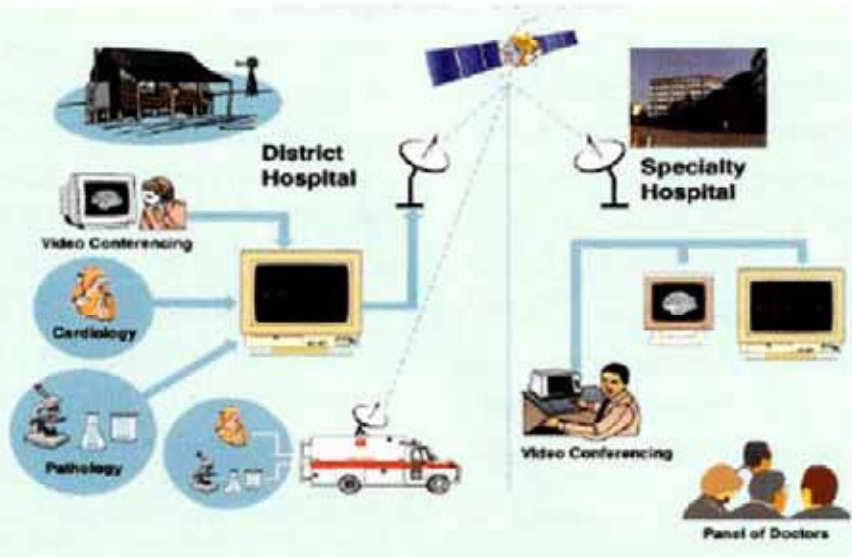 District
Hospital
Specialty
Hospital
Video Conferencing
Cardiology
Pathology
Video Conferencing
Panel of Doctors